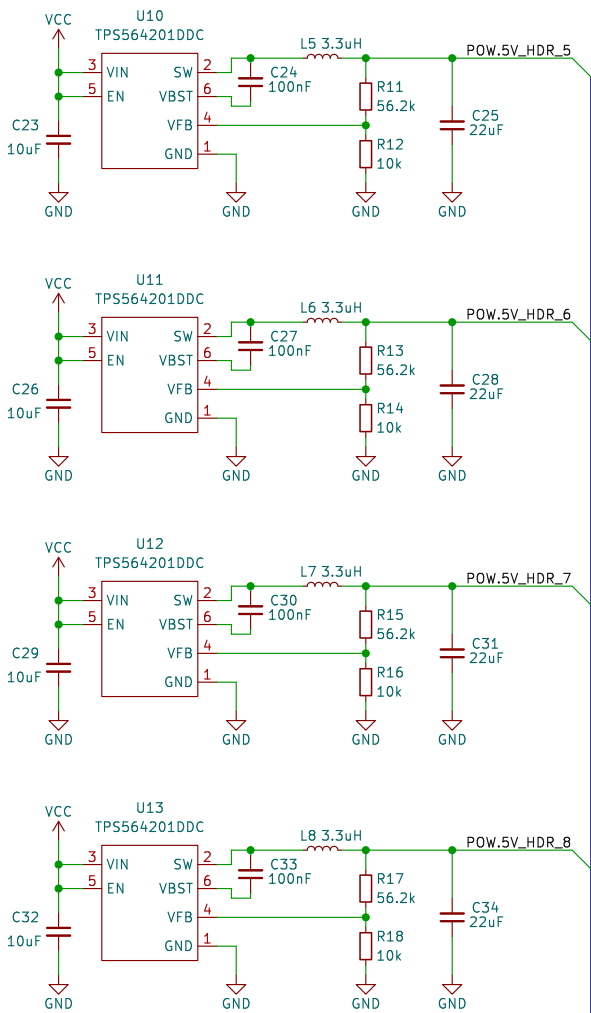 VCC
U10
TPS564201DDC
3 VIN
5 EN
SW 2
VBST 6
VFB 4
GND 1
C23
10uF
C24
100nF
L5 3.3uH
R11
56.2k
R12
10k
C25
22uF
POW.5V_HDR_5
GND
GND
GND
GND
VCC
U11
TPS564201DDC
3 VIN
5 EN
SW 2
VBST 6
VFB 4
GND 1
C26
10uF
C27
100nF
L6 3.3uH
R13
56.2k
R14
10k
C28
22uF
POW.5V_HDR_6
GND
GND
GND
GND
VCC
U12
TPS564201DDC
3 VIN
5 EN
SW 2
VBST 6
VFB 4
GND 1
C29
10uF
C30
100nF
L7 3.3uH
R15
56.2k
R16
10k
C31
22uF
POW.5V_HDR_7
GND
GND
GND
GND
VCC
U13
TPS564201DDC
3 VIN
5 EN
SW 2
VBST 6
VFB 4
GND 1
C32
10uF
C33
100nF
L8 3.3uH
R17
56.2k
R18
10k
C34
22uF
POW.5V_HDR_8
GND
GND
GND
GND